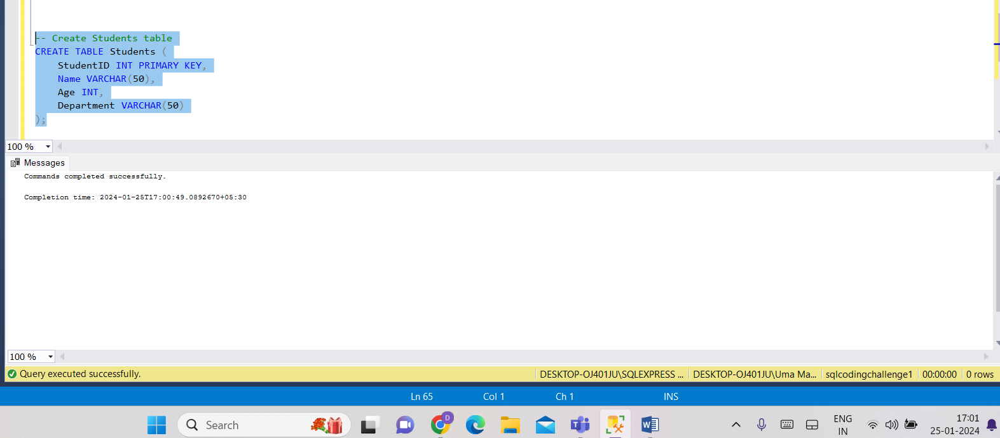 -- Create Students table
CREATE TABLE Students (
StudentID INT PRIMARY KEY,
Name VARCHAR(50),
Age INT,
Department VARCHAR(50)
);
100 %
Messages
Commands completed successfully.
Completion time: 2024-01-25T17:00:49.0892670+05:30
100 %
Query executed successfully. DESKTOP-OJ401JU\SQLEXPRESS ... DESKTOP-OJ401JU\Uma Ma... sqlcodingchallenge1 00:00:00 0 rows
Ln 65 Col 1 Ch 1 INS
Search D ENG 17:01
IN 25-01-2024